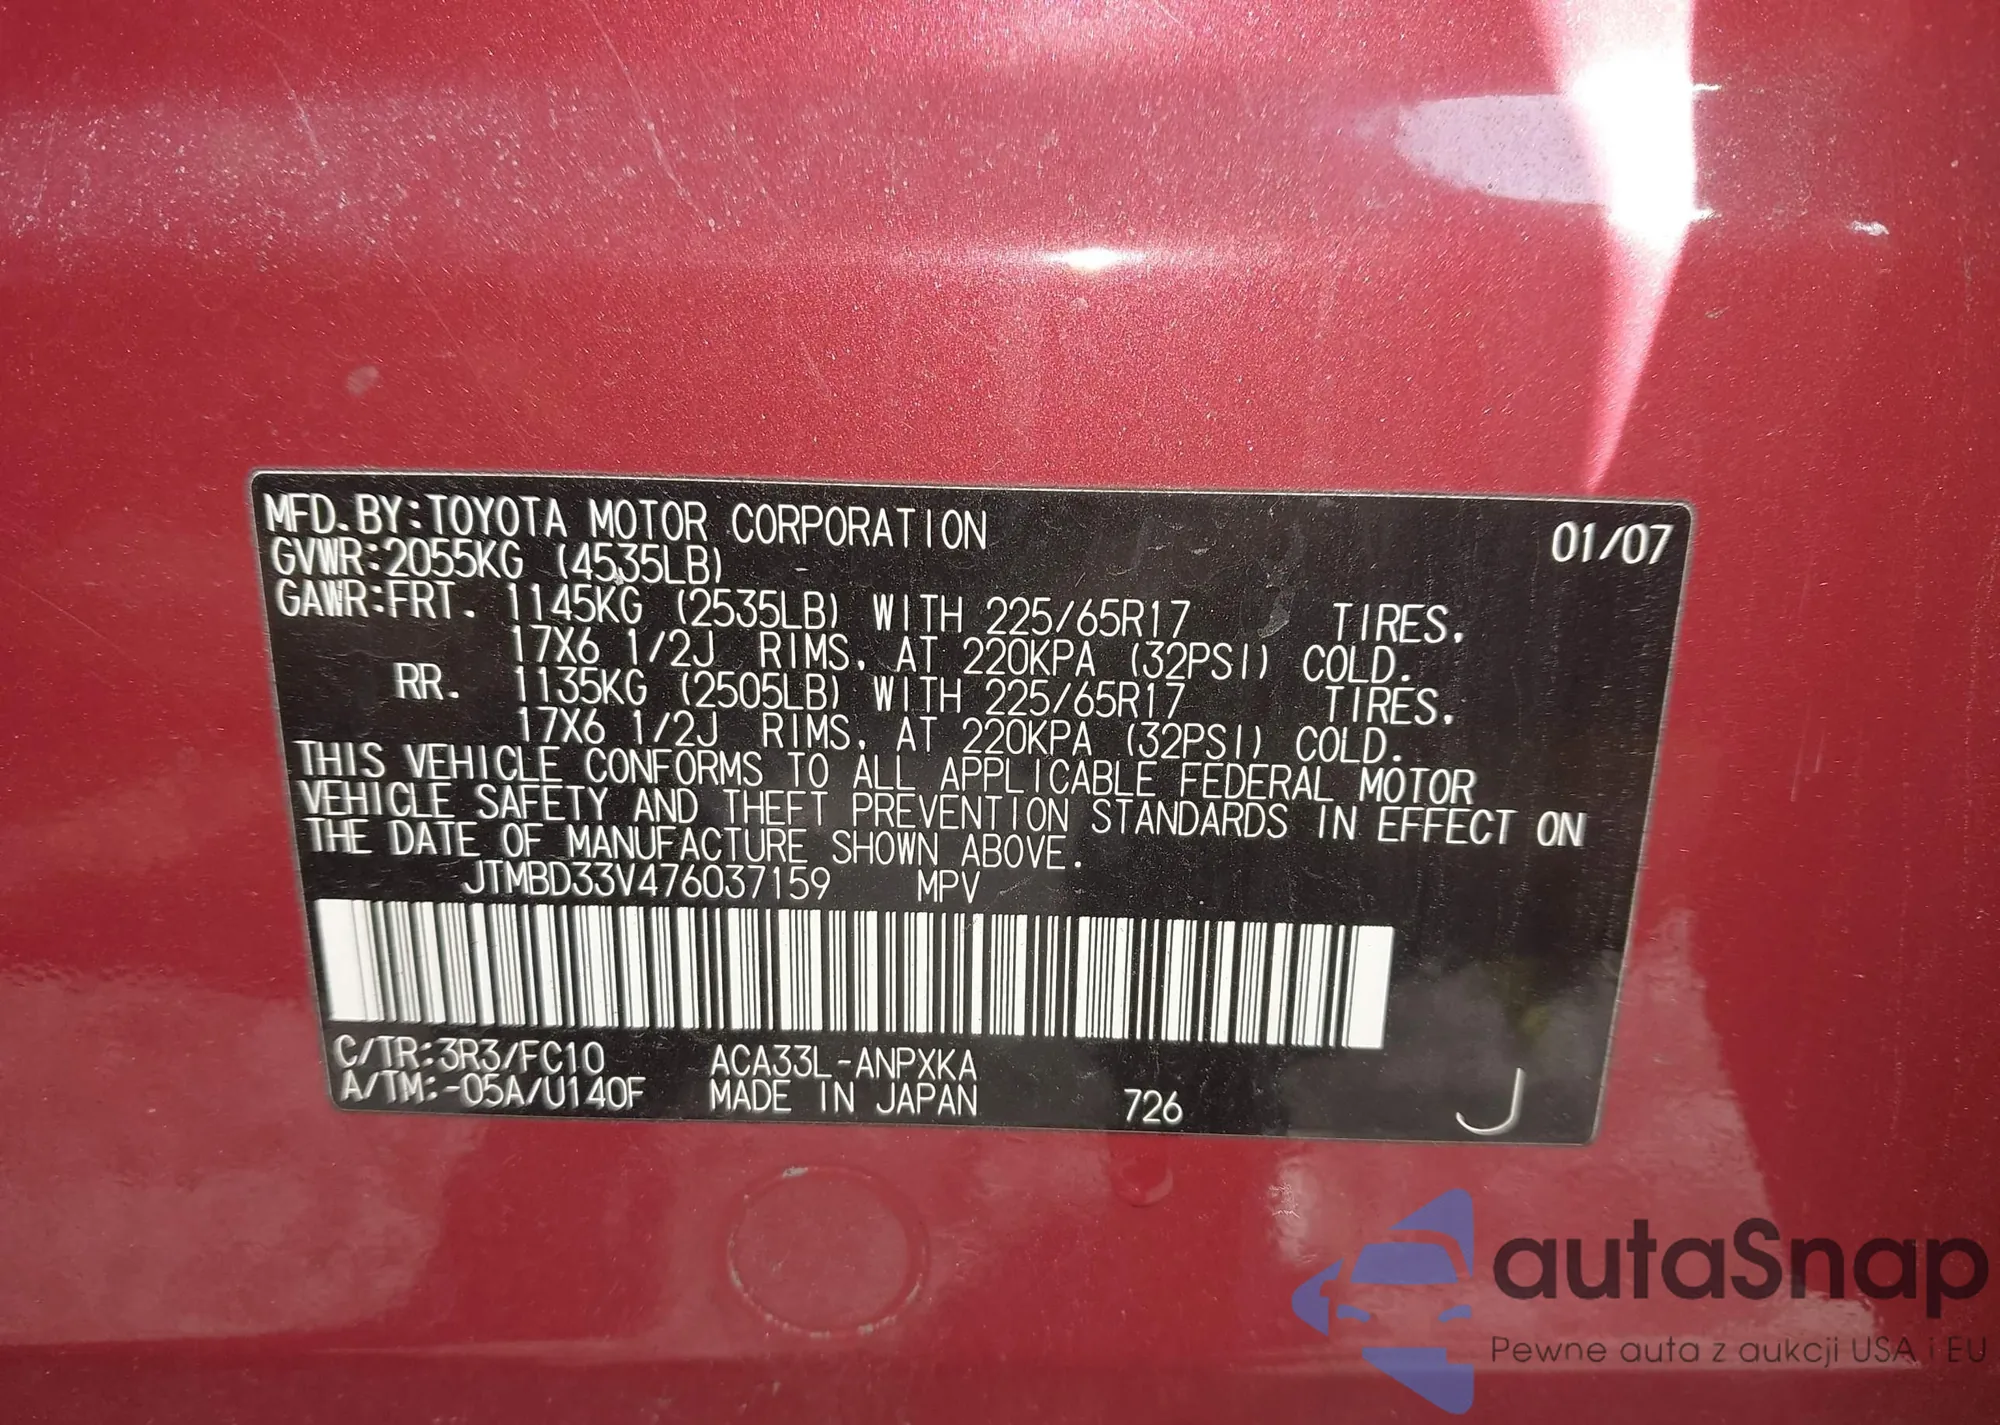 MFD. BY: TOYOTA MOTOR CORPORATION 01/07
GVWR: 2055KG (4535LB)
GAWR: FRT. 1145KG (2535LB) WITH 225/65R17 TIRES,
17X6 1/2J RIMS, AT 220KPA (32PSI) COLD.
RR. 1135KG (2505LB) WITH 225/65R17 TIRES,
17X6 1/2J RIMS, AT 220KPA (32PSI) COLD.
THIS VEHICLE CONFORMS TO ALL APPLICABLE FEDERAL MOTOR
VEHICLE SAFETY AND THEFT PREVENTION STANDARDS IN EFFECT ON
THE DATE OF MANUFACTURE SHOWN ABOVE.
JTMBD33V476037159 MPV
C/TR: 3R3/FC10 ACA33L-ANPXKA
A/TM: -05A/U140F MADE IN JAPAN 726 J
autaSnap
Pewne auta z aukcji USA i EU